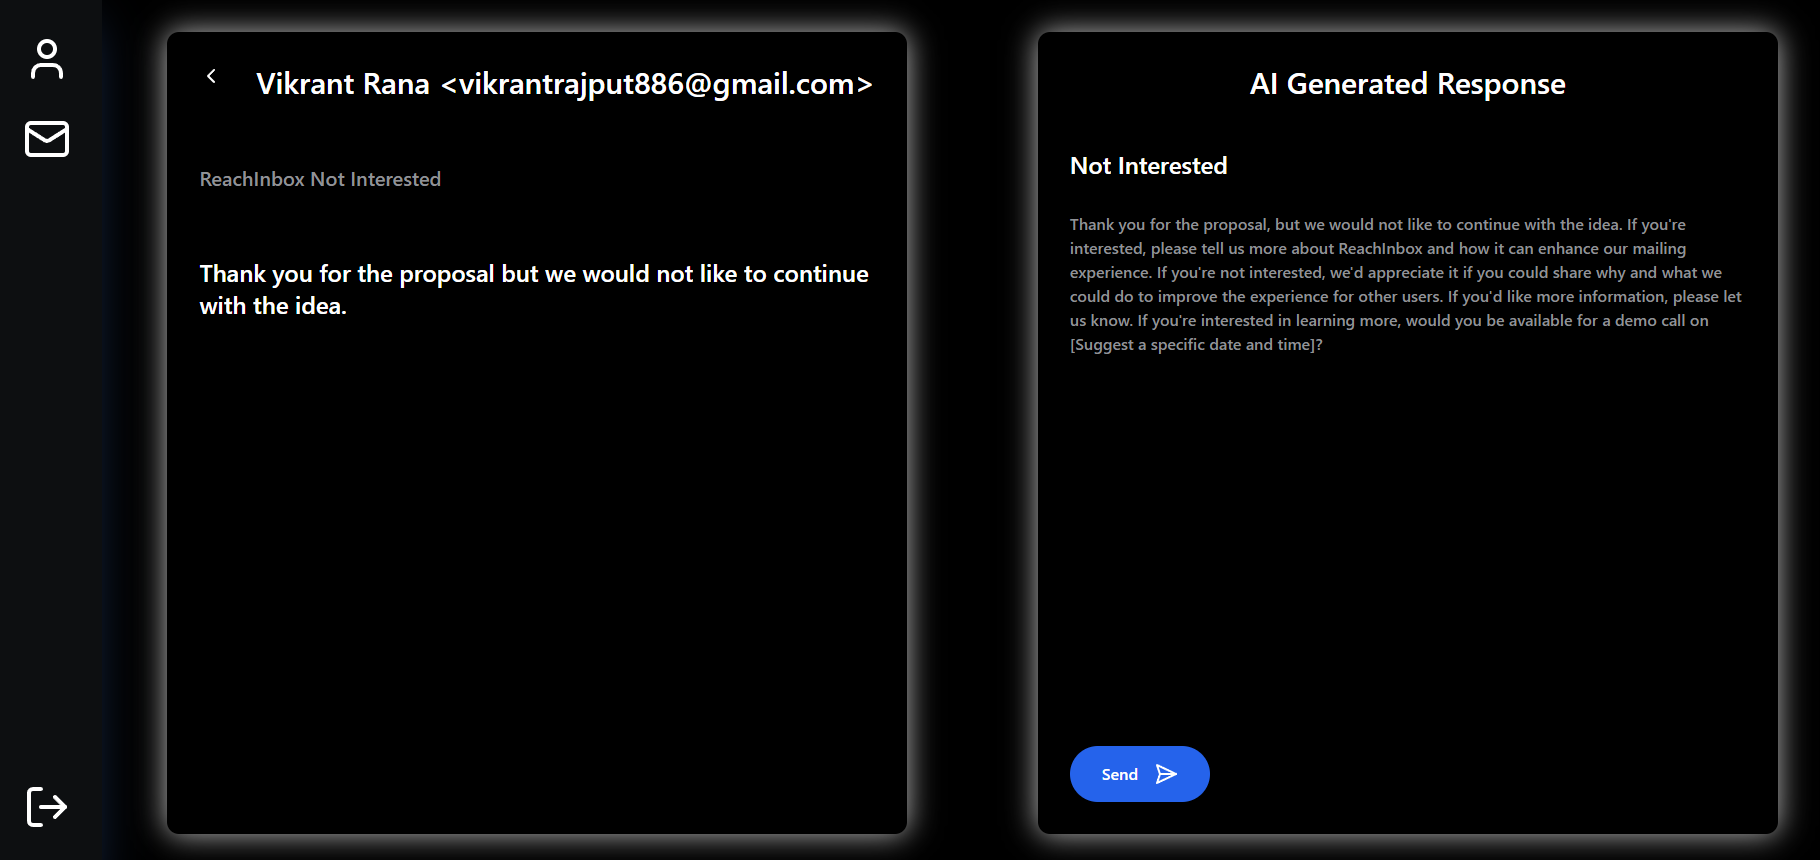 Vikrant Rana <vikrantrajput886@gmail.com>
ReachInbox Not Interested
Thank you for the proposal but we would not like to continue
with the idea.
AI Generated Response
Not Interested
Thank you for the proposal, but we would not like to continue with the idea. If you're
interested, please tell us more about ReachInbox and how it can enhance our mailing
experience. If you're not interested, we'd appreciate it if you could share why and what we
could do to improve the experience for other users. If you'd like more information, please let
us know. If you're interested in learning more, would you be available for a demo call on
[Suggest a specific date and time]?
Send